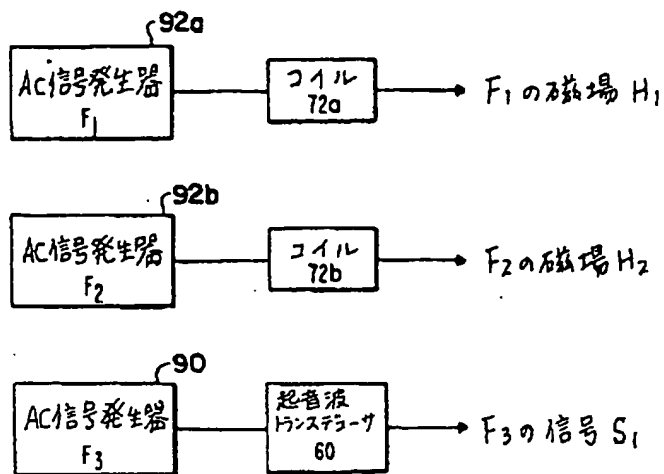 92a
AC信号発生器
F1
コイル
72a
F1の磁場 H1
92b
AC信号発生器
F2
コイル
72b
F2の磁場 H2
90
AC信号発生器
F3
起音波
トランスデューサ
60
F3の信号 S1